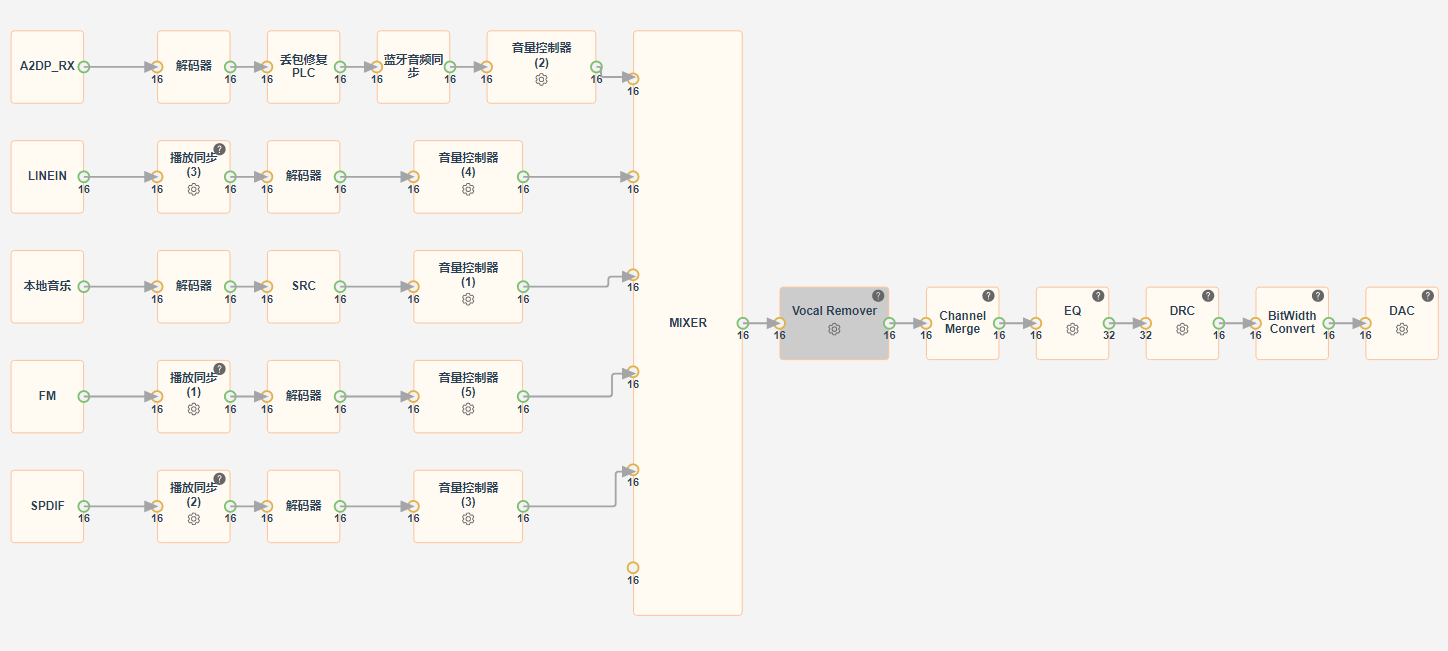 A2DP_RX
16
解码器
16
16
丢包修复
PLC
16
16
蓝牙音频同
步
16
16
音量控制器
(2)
16
16
LINEIN
16
16
播放同步
?
(3)
16
16
解码器
16
16
音量控制器
(4)
16
16
本地音乐
16
解码器
16
16
SRC
16
16
音量控制器
(1)
16
16
FM
16
播放同步
?
(1)
16
16
解码器
16
16
音量控制器
(5)
16
16
SPDIF
16
16
播放同步
?
(2)
16
16
解码器
16
16
音量控制器
(3)
16
16
16
MIXER
16
16
Vocal Remover
?
16
16
Channel
Merge
?
16
16
EQ
?
32
32
DRC
?
16
16
BitWidth
Convert
?
16
16
DAC
?